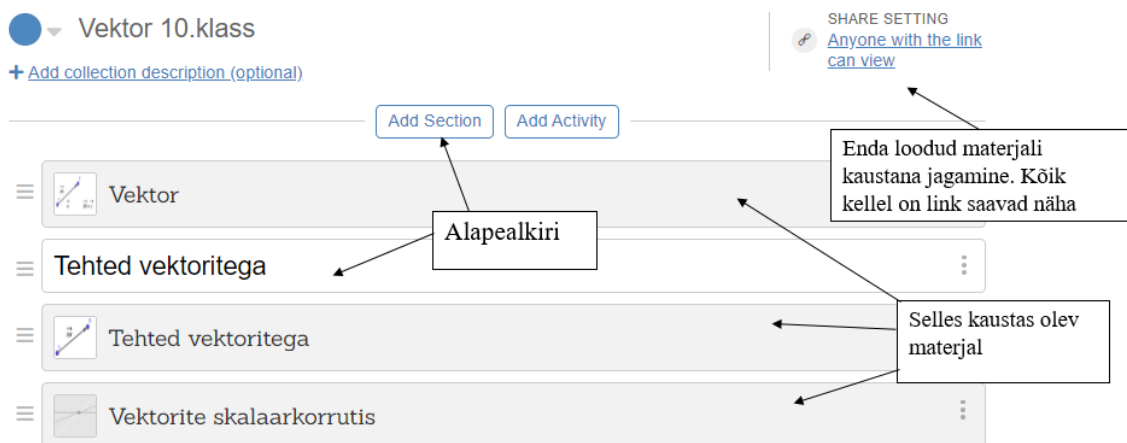 Vektor 10.klass
SHARE SETTING
Anyone with the link
can view
+ Add collection description (optional)
Add Section
Add Activity
Enda loodud materjali
kaustana jagamine. Kõik
kellel on link saavad näha
Vektor
Alapealkiri
Tehted vektoritega
Selles kaustas olev
materjal
Tehted vektoritega
Vektorite skalaarkorrutis